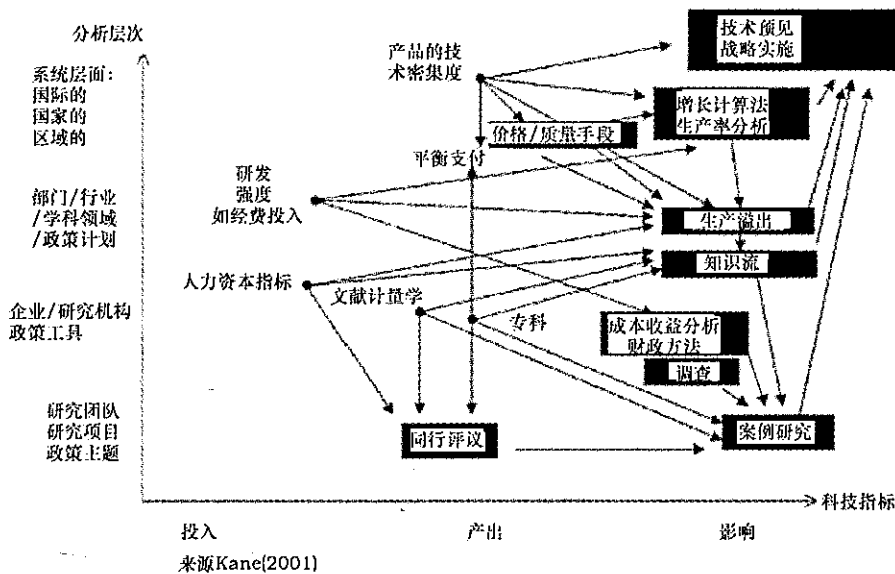 分析层次
系统层面：
国际的
国家的
区域的
部门/行业
/学科领域
/政策计划
企业/研究机构
政策工具
研究团队
研究项目
政策主题
产品的技
术密集度
技术预见
战略实施
增长计算法
生产率分析
价格/质量手段
平衡支付
研发
强度
如经费投入
生产溢出
知识流
人力资本指标
文献计量学
专科
成本收益分析
财政方法
调查
同行评议
案例研究
科技指标
投入
产出
影响
来源Kane(2001)